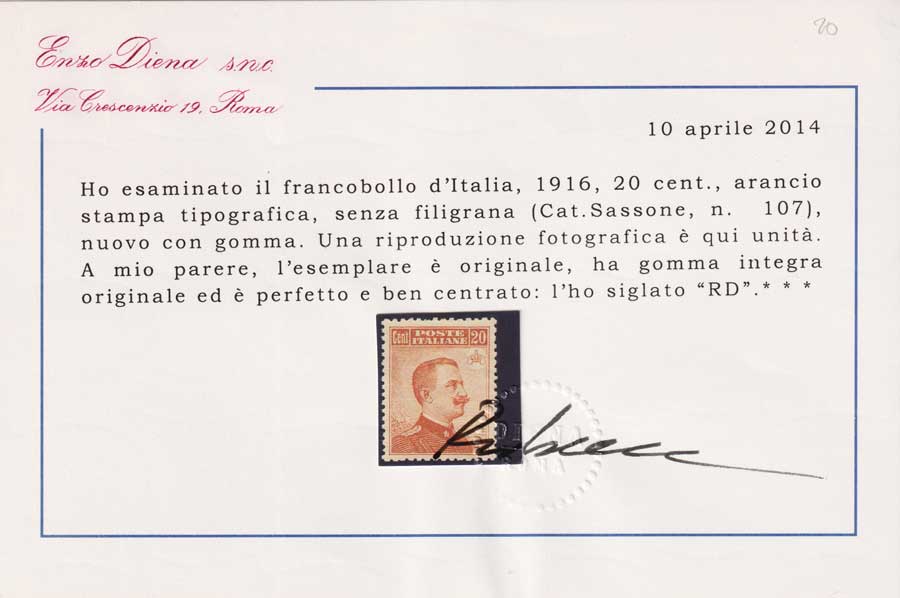 20
Enzo Diena s.n.c.
Via Crescenzio 19, Roma
10 aprile 2014
Ho esaminato il francobollo d'Italia, 1916, 20 cent., arancio
stampa tipografica, senza filigrana (Cat.Sassone, n. 107),
nuovo con gomma. Una riproduzione fotografica è qui unità.
A mio parere, l'esemplare è originale, ha gomma integra
originale ed è perfetto e ben centrato: l'ho siglato "RD".* * *
Cent POSTE 20
ITALIANE